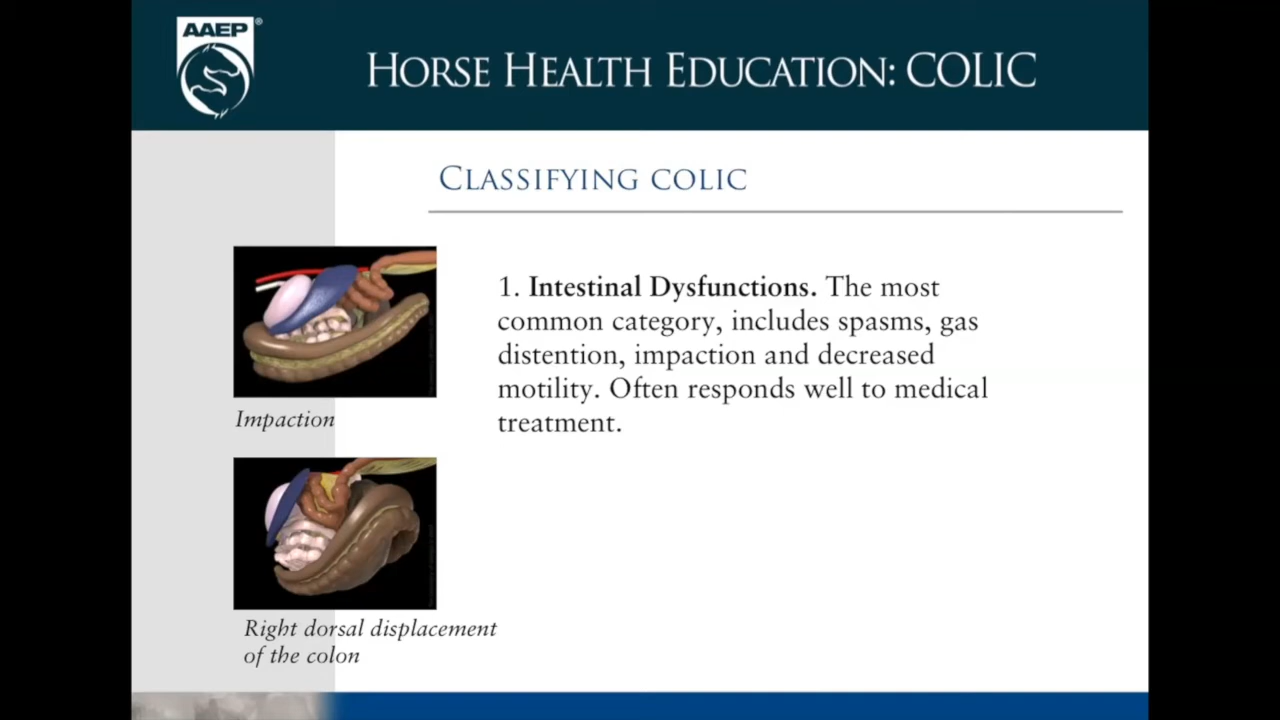 AAEP®
HORSE HEALTH EDUCATION: COLIC
CLASSIFYING COLIC
1. Intestinal Dysfunctions. The most
common category, includes spasms, gas
distention, impaction and decreased
motility. Often responds well to medical
treatment.
Impaction
Right dorsal displacement
of the colon